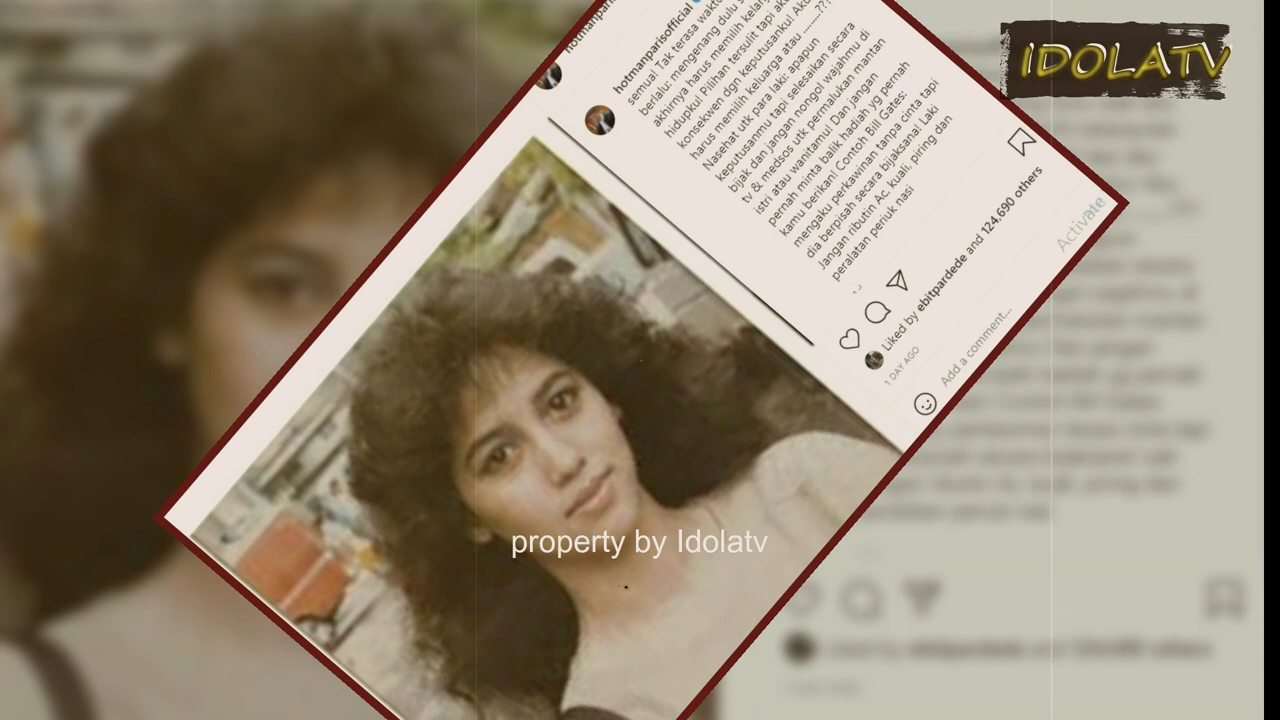 IDOLATV
hotmanparisofficial
semua! Tak terasa
berlalu: mengenang dulu
akhirnya harus memilih
hidupku! Pilihan tersulit tapi
konsekwen dgn keputusanku!
harus memilih keluarga atau .......??
Nasehat utk para laki: apapun
keputusanmu tapi selesaikan secara
bijak dan jangan nongol wajahmu di
tv & medsos utk permalukan mantan
istri atau wanitamu! Dan jangan
pernah minta balik hadiah yg pernah
kamu berikan! Contoh Bill Gates:
mengaku perkawinan tanpa cinta tapi
dia berpisah secara bijaksana! Laki
Jangan ributin Ac, kuali, piring dan
peralatan periuk nasi
Liked by ebitpardede and 124,690 others
1 DAY AGO
Add a comment...
Activate
property by Idolatv